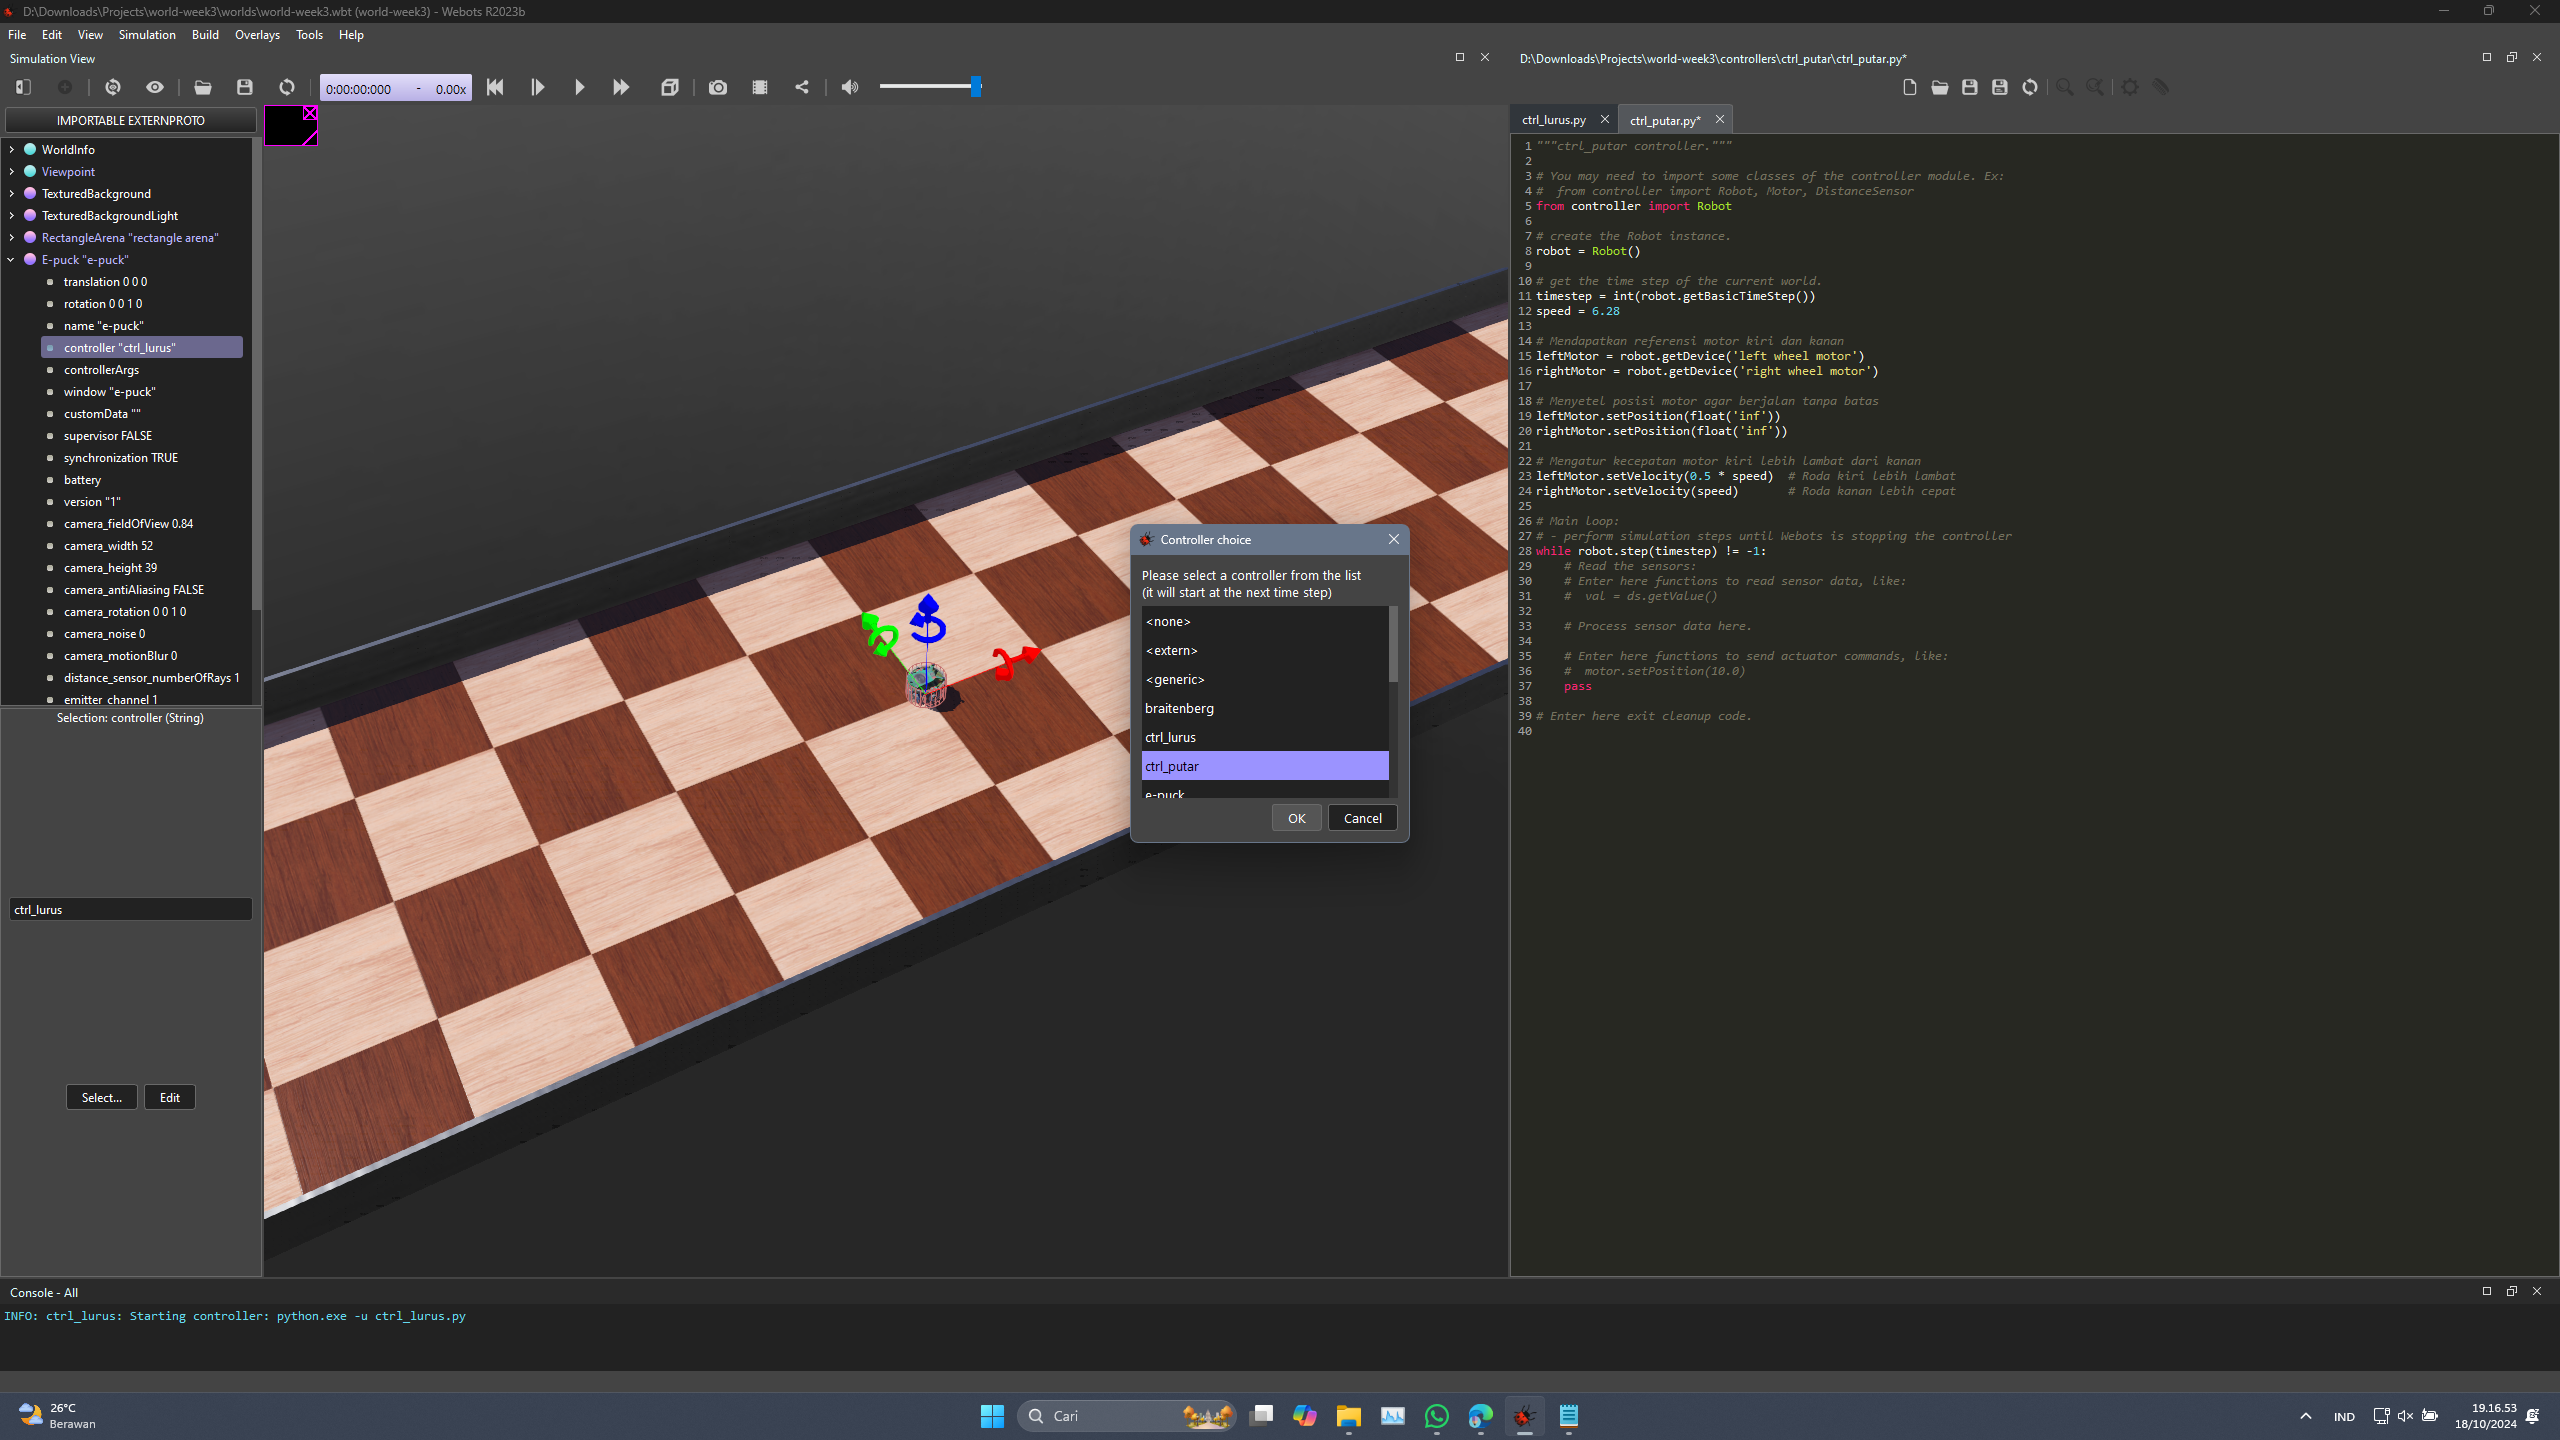 D:\Downloads\Projects\world-week3\worlds\world-week3.wbt (world-week3) - Webots R2023b
File Edit View Simulation Build Overlays Tools Help
Simulation View
0:00:00:000 - 0.00x
IMPORTABLE EXTERNPROTO
WorldInfo
Viewpoint
TexturedBackground
TexturedBackgroundLight
RectangleArena "rectangle arena"
E-puck "e-puck"
translation 0 0 0
rotation 0 0 1 0
name "e-puck"
controller "ctrl_lurus"
controllerArgs
window "e-puck"
customData ""
supervisor FALSE
synchronization TRUE
battery
version "1"
camera_fieldOfView 0.84
camera_width 52
camera_height 39
camera_antiAliasing FALSE
camera_rotation 0 0 1 0
camera_noise 0
camera_motionBlur 0
distance_sensor_numberOfRays 1
emitter_channel 1
Selection: controller (String)
ctrl_lurus
Select... Edit
Controller choice
Please select a controller from the list
(it will start at the next time step)
<none>
<extern>
<generic>
braitenberg
ctrl_lurus
ctrl_putar
e-puck
OK Cancel
D:\Downloads\Projects\world-week3\controllers\ctrl_putar\ctrl_putar.py*
ctrl_lurus.py ctrl_putar.py*
1 """ctrl_putar controller."""
2
3 # You may need to import some classes of the controller module. Ex:
4 #  from controller import Robot, Motor, DistanceSensor
5 from controller import Robot
6
7 # create the Robot instance.
8 robot = Robot()
9
10 # get the time step of the current world.
11 timestep = int(robot.getBasicTimeStep())
12 speed = 6.28
13
14 # Mendapatkan referensi motor kiri dan kanan
15 leftMotor = robot.getDevice('left wheel motor')
16 rightMotor = robot.getDevice('right wheel motor')
17
18 # Menyetel posisi motor agar berjalan tanpa batas
19 leftMotor.setPosition(float('inf'))
20 rightMotor.setPosition(float('inf'))
21
22 # Mengatur kecepatan motor kiri lebih lambat dari kanan
23 leftMotor.setVelocity(0.5 * speed)  # Roda kiri lebih lambat
24 rightMotor.setVelocity(speed)       # Roda kanan lebih cepat
25
26 # Main loop:
27 # - perform simulation steps until Webots is stopping the controller
28 while robot.step(timestep) != -1:
29     # Read the sensors:
30     # Enter here functions to read sensor data, like:
31     #  val = ds.getValue()
32
33     # Process sensor data here.
34
35     # Enter here functions to send actuator commands, like:
36     #  motor.setPosition(10.0)
37     pass
38
39 # Enter here exit cleanup code.
40
Console - All
INFO: ctrl_lurus: Starting controller: python.exe -u ctrl_lurus.py
26°C
Berawan
Cari
IND
19.16.53
18/10/2024